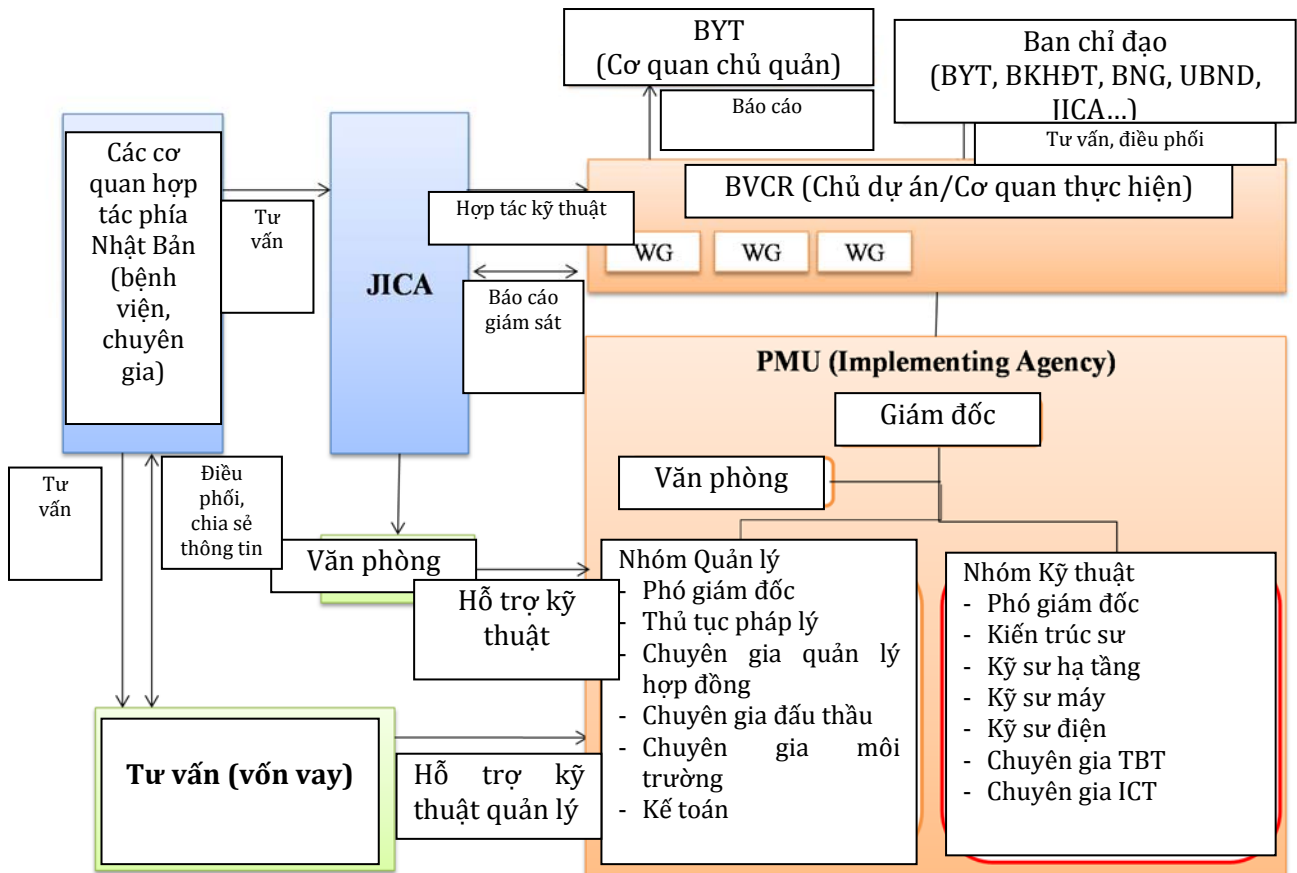 BYT
(Cơ quan chủ quản)
Báo cáo
Ban chỉ đạo
(BYT, BKHĐT, BNG, UBND,
JICA…)
Tư vấn, điều phối
Các cơ
quan hợp
tác phía
Nhật Bản
(bệnh
viện,
chuyên
gia)
Tư
vấn
JICA
Hợp tác kỹ thuật
Báo cáo
giám sát
BVCR (Chủ dự án/Cơ quan thực hiện)
WG
WG
WG
PMU (Implementing Agency)
Giám đốc
Văn phòng
Tư
vấn
Điều
phối,
chia sẻ
thông tin
Văn phòng
Hỗ trợ kỹ
thuật
Nhóm Quản lý
- Phó giám đốc
- Thủ tục pháp lý
- Chuyên gia quản lý
hợp đồng
- Chuyên gia đấu thầu
- Chuyên gia môi
trường
- Kế toán
Nhóm Kỹ thuật
- Phó giám đốc
- Kiến trúc sư
- Kỹ sư hạ tầng
- Kỹ sư máy
- Kỹ sư điện
- Chuyên gia TBT
- Chuyên gia ICT
Tư vấn (vốn vay)
Hỗ trợ kỹ
thuật quản lý